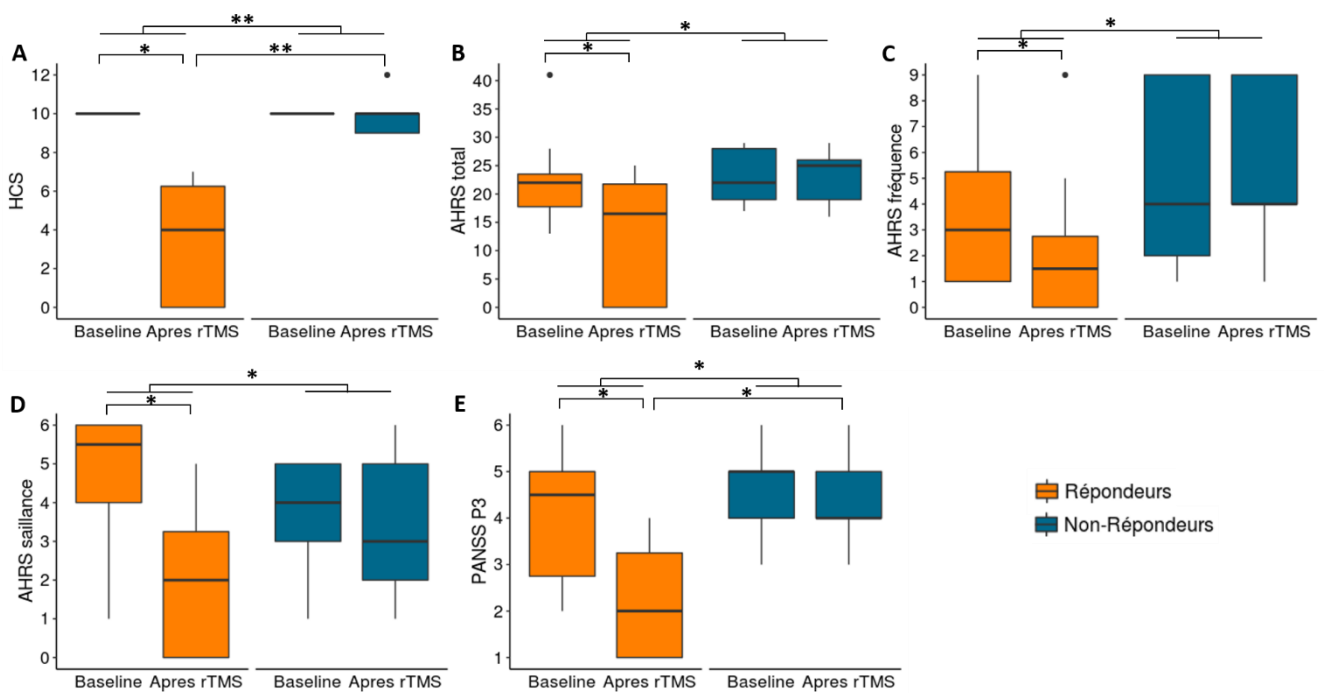 A
**
*
**
HCS
12
10
8
6
4
2
0
Baseline Apres rTMS
Baseline Apres rTMS
B
*
*
AHRS total
40
35
30
25
20
15
10
5
0
Baseline Apres rTMS
Baseline Apres rTMS
C
*
*
AHRS fréquence
9
8
7
6
5
4
3
2
1
0
Baseline Apres rTMS
Baseline Apres rTMS
D
*
*
AHRS saillance
6
5
4
3
2
1
0
Baseline Apres rTMS
Baseline Apres rTMS
E
*
*
*
PANSS P3
6
5
4
3
2
1
Baseline Apres rTMS
Baseline Apres rTMS
Répondeurs
Non-Répondeurs